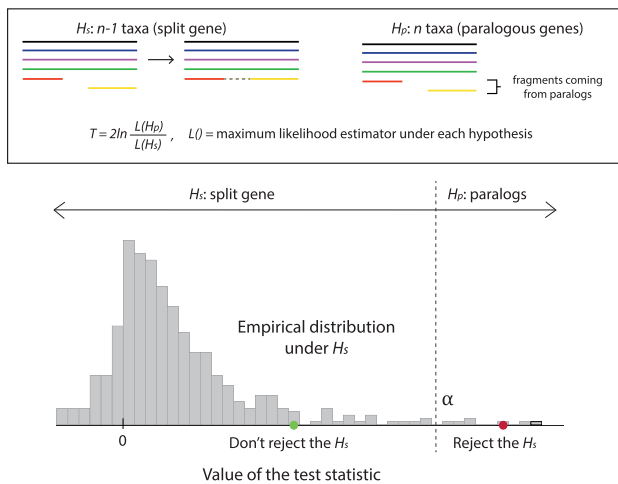 Hs: n-1 taxa (split gene)
Hp: n taxa (paralogous genes)
fragments coming
from paralogs
T = 2ln L(Hp) / L(Hs) , L() = maximum likelihood estimator under each hypothesis
Hs: split gene
Hp: paralogs
Empirical distribution
under Hs
α
0
Don't reject the Hs
Reject the Hs
Value of the test statistic